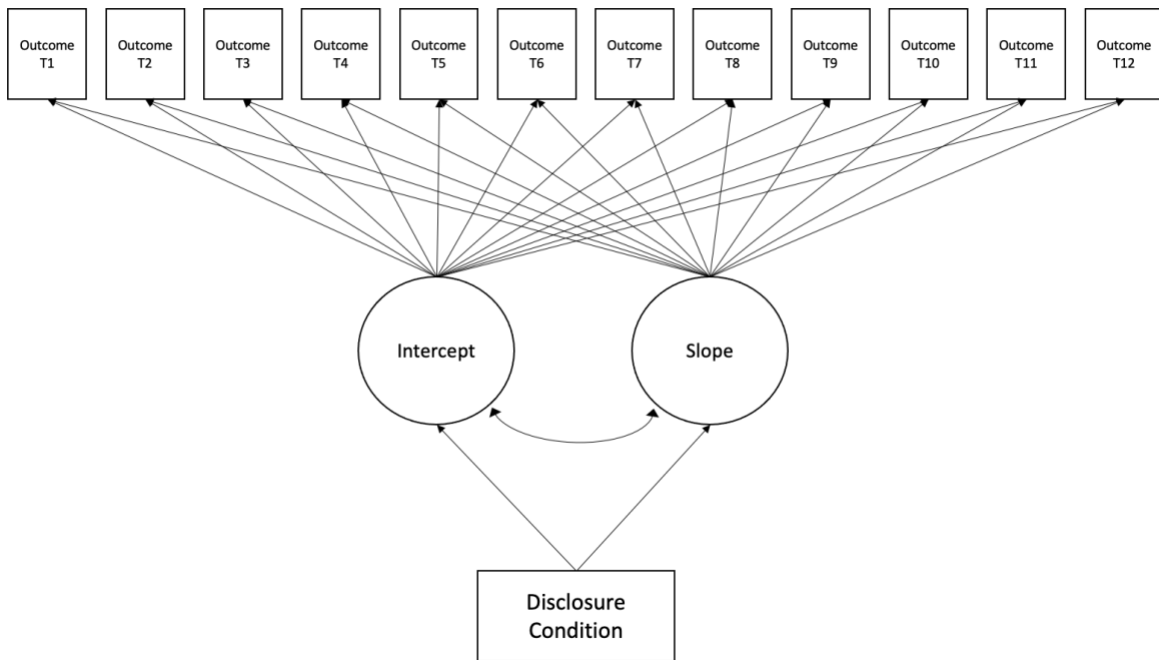 Outcome
T1
Outcome
T2
Outcome
T3
Outcome
T4
Outcome
T5
Outcome
T6
Outcome
T7
Outcome
T8
Outcome
T9
Outcome
T10
Outcome
T11
Outcome
T12
Intercept
Slope
Disclosure
Condition